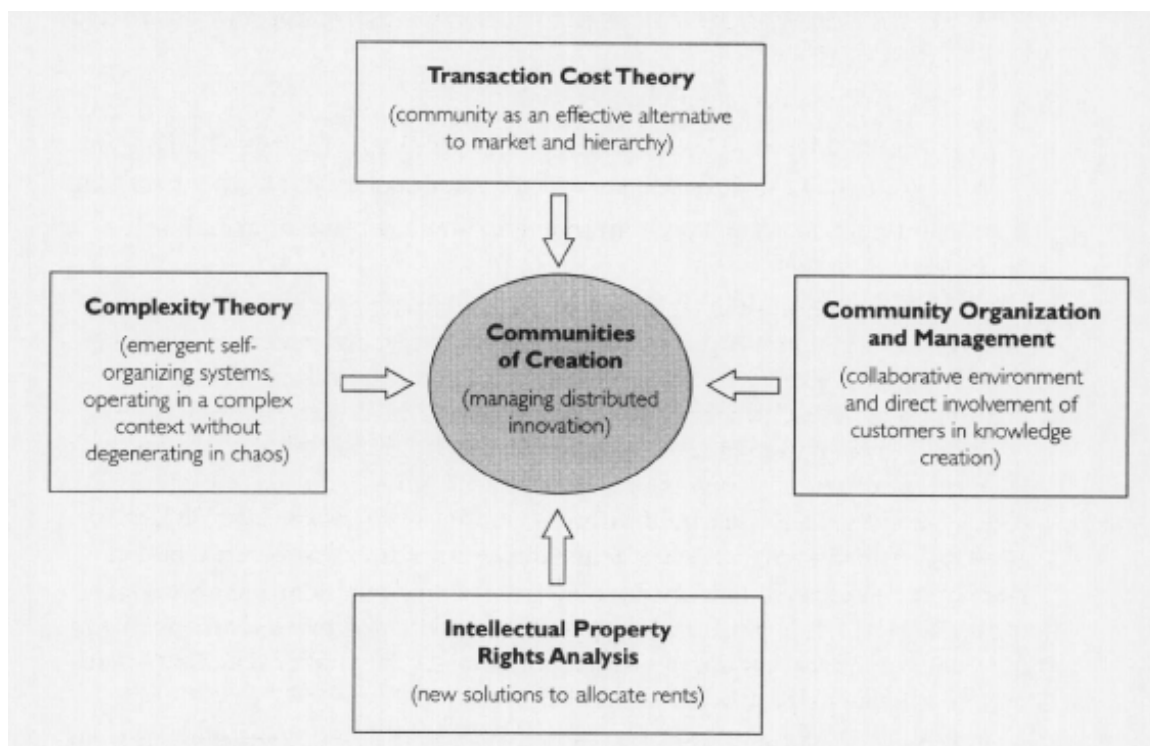 Transaction Cost Theory
(community as an effective alternative
to market and hierarchy)
Complexity Theory
(emergent self-
organizing systems,
operating in a complex
context without
degenerating in chaos)
Communities
of Creation
(managing distributed
innovation)
Community Organization
and Management
(collaborative environment
and direct involvement of
customers in knowledge
creation)
Intellectual Property
Rights Analysis
(new solutions to allocate rents)